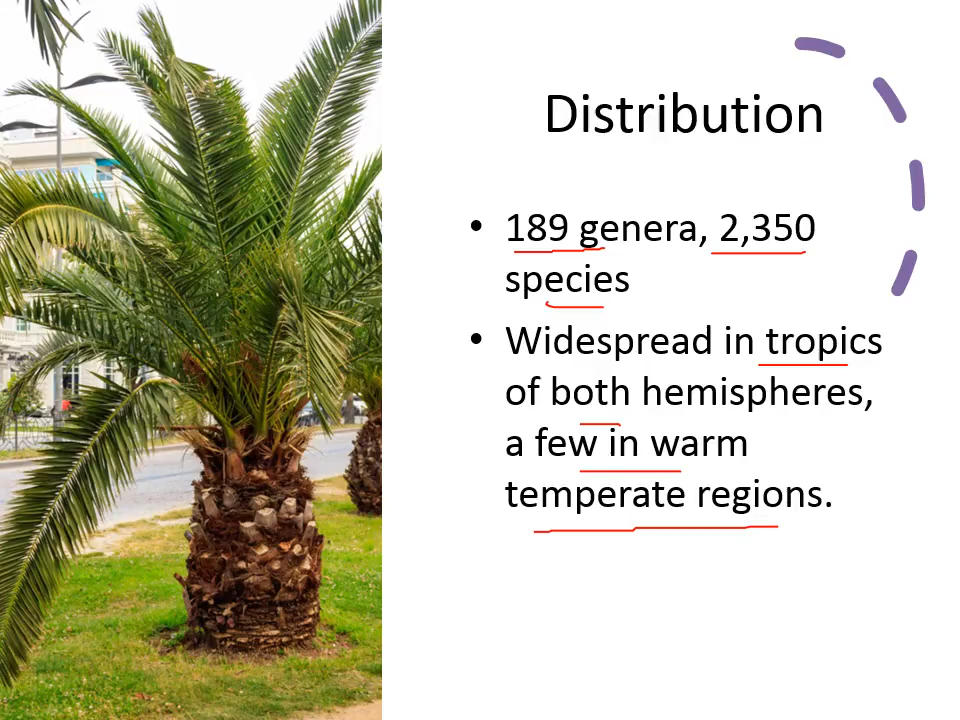 Distribution
• 189 genera, 2,350
species
• Widespread in tropics
of both hemispheres,
a few in warm
temperate regions.